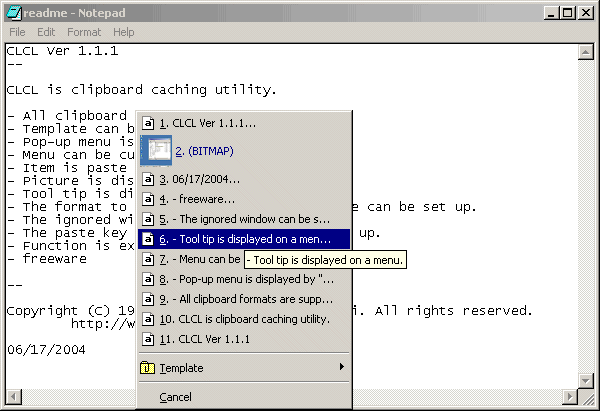 readme - Notepad
File Edit Format Help
CLCL Ver 1.1.1
--
CLCL is clipboard caching utility.
- All clipboard
- Template can b
- Pop-up menu is
- Menu can be cu
- Item is paste
- Picture is dis
- Tool tip is di
- The format to e can be set up.
- The ignored wi
- The paste key up.
- Function is ex
- freeware
--
Copyright (C) 19 i. All rights reserved.
http://w
06/17/2004
1. CLCL Ver 1.1.1...
2. (BITMAP)
3. 06/17/2004...
4. - freeware...
5. - The ignored window can be s...
6. - Tool tip is displayed on a men...
7. - Menu can be
- Tool tip is displayed on a menu.
8. - Pop-up menu is displayed by "...
9. - All clipboard formats are supp...
10. CLCL is clipboard caching utility.
11. CLCL Ver 1.1.1
Template
Cancel